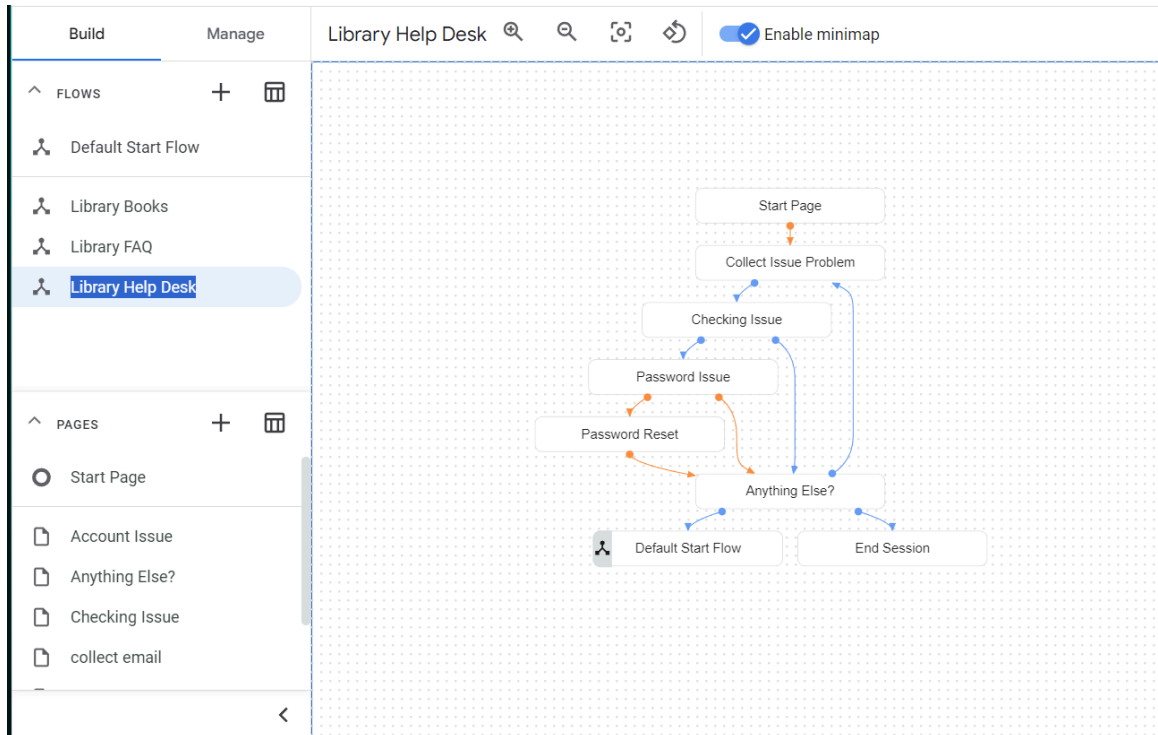 Build
Manage
Library Help Desk
Enable minimap
FLOWS
Default Start Flow
Library Books
Library FAQ
Library Help Desk
PAGES
Start Page
Account Issue
Anything Else?
Checking Issue
collect email
Start Page
Collect Issue Problem
Checking Issue
Password Issue
Password Reset
Anything Else?
Default Start Flow
End Session